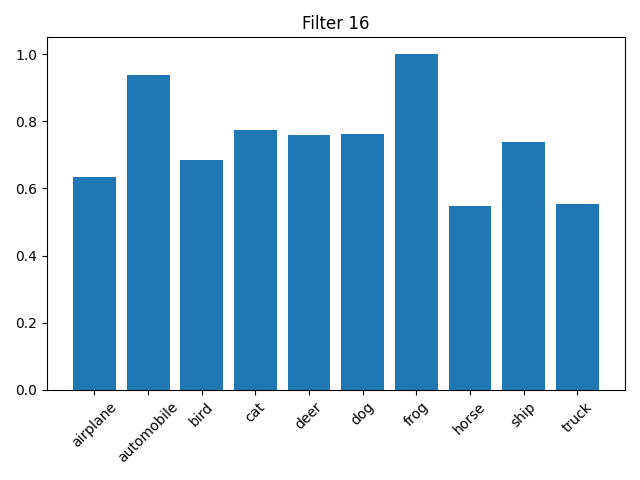 Filter 16
1.0
0.8
0.6
0.4
0.2
0.0
airplane
automobile
bird
cat
deer
dog
frog
horse
ship
truck